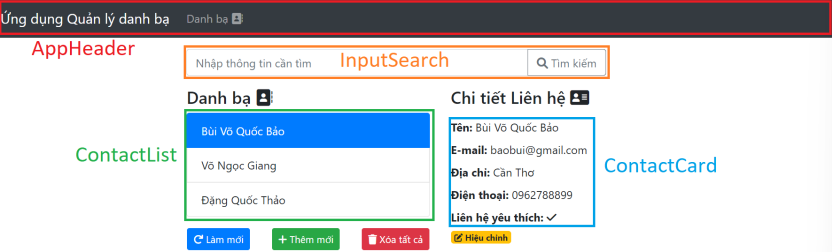 Ứng dụng Quản lý danh bạ Danh bạ
AppHeader
Nhập thông tin cần tìm InputSearch Tìm kiếm
Danh bạ
Chi tiết Liên hệ
Bùi Võ Quốc Bảo
Võ Ngọc Giang
Đặng Quốc Thảo
ContactList
Tên: Bùi Võ Quốc Bảo
E-mail: baobui@gmail.com
Địa chỉ: Cần Thơ
Điện thoại: 0962788899
Liên hệ yêu thích: ✓
ContactCard
Làm mới Thêm mới Xóa tất cả
Hiệu chỉnh